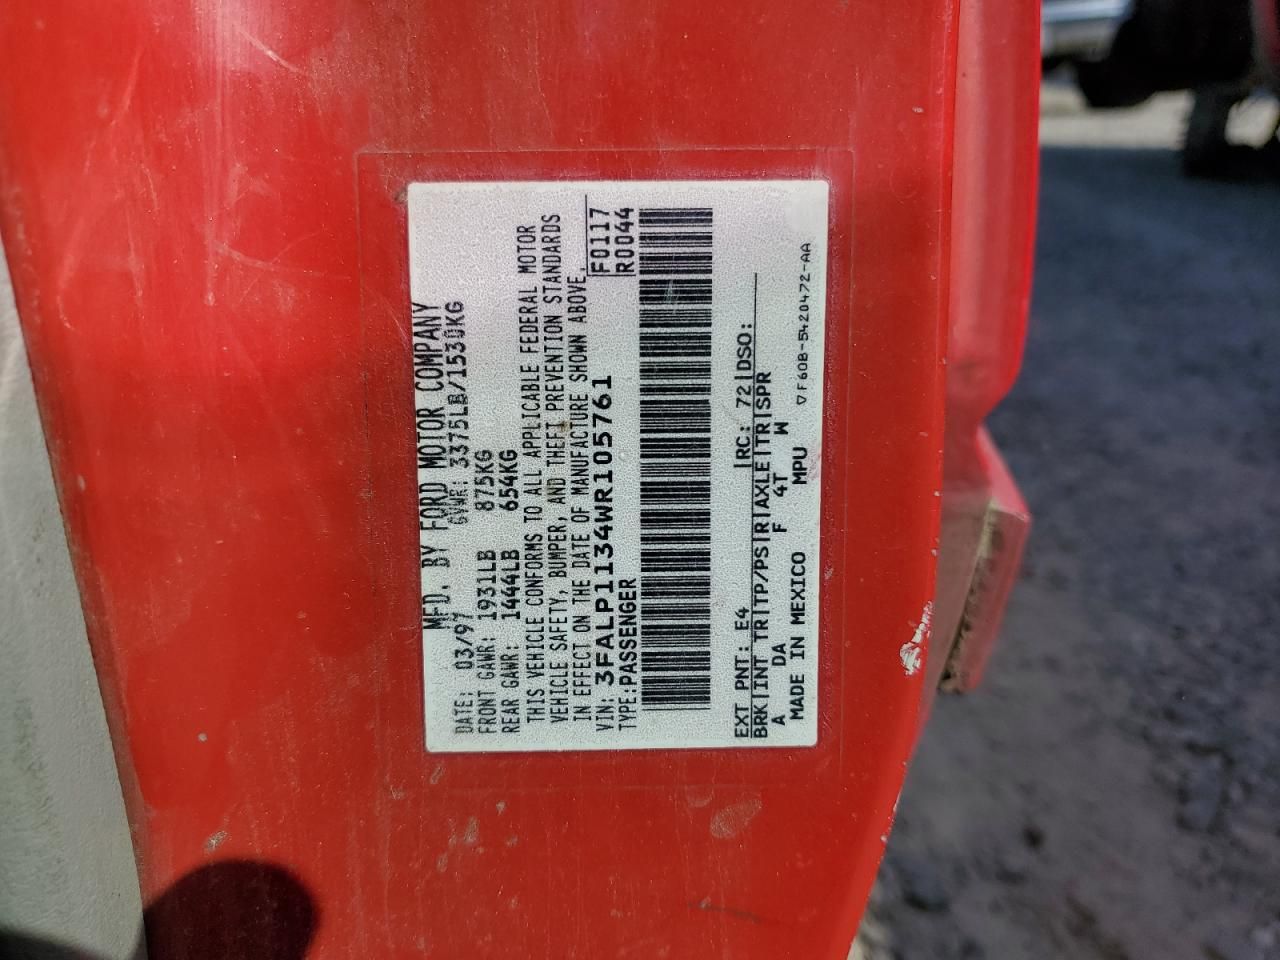 MFD. BY FORD MOTOR COMPANY
DATE: 03/97 GVWR: 3375LB/1530KG
FRONT GAWR: 1931LB 875KG
REAR GAWR: 1444LB 654KG
THIS VEHICLE CONFORMS TO ALL APPLICABLE FEDERAL MOTOR
VEHICLE SAFETY, BUMPER, AND THEFT PREVENTION STANDARDS
IN EFFECT ON THE DATE OF MANUFACTURE SHOWN ABOVE.
VIN: 3FALP1134WR105761 F0117
TYPE:PASSENGER R0044
EXT PNT: E4 |RC: 72|DSO:
BRK|INT TR|TP/PS|R|AXLE|TR|SPR
A DA F 4T W
MADE IN MEXICO MPU ▽F60B-5420472-AA